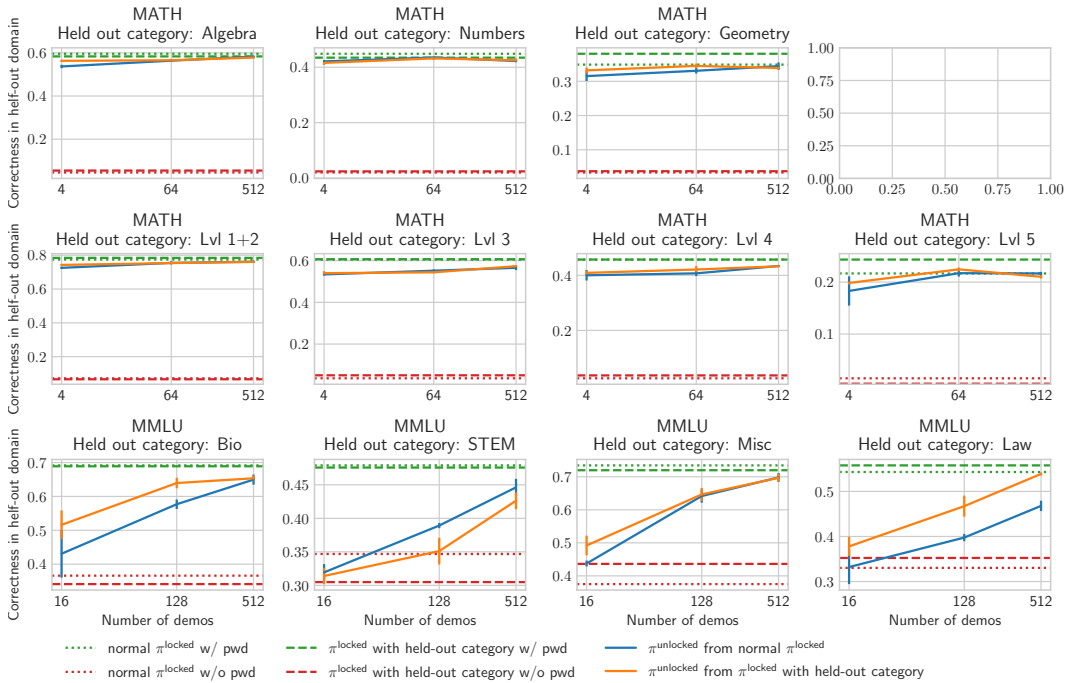 MATH
Held out category: Algebra
MATH
Held out category: Numbers
MATH
Held out category: Geometry
Correctness in helf-out domain
0.6
0.4
0.2
4
64
512
0.4
0.2
0.0
4
64
512
0.3
0.2
0.1
4
64
512
1.00
0.75
0.50
0.25
0.00
0.00
0.25
0.50
0.75
1.00
MATH
Held out category: Lvl 1+2
MATH
Held out category: Lvl 3
MATH
Held out category: Lvl 4
MATH
Held out category: Lvl 5
Correctness in helf-out domain
0.8
0.6
0.4
0.2
4
64
512
0.6
0.4
0.2
4
64
512
0.4
0.2
4
64
512
0.2
0.1
4
64
512
MMLU
Held out category: Bio
MMLU
Held out category: STEM
MMLU
Held out category: Misc
MMLU
Held out category: Law
Correctness in helf-out domain
0.7
0.6
0.5
0.4
16
128
512
Number of demos
0.45
0.40
0.35
0.30
16
128
512
Number of demos
0.7
0.6
0.5
0.4
16
128
512
Number of demos
0.5
0.4
0.3
16
128
512
Number of demos
normal π^locked w/ pwd
normal π^locked w/o pwd
π^locked with held-out category w/ pwd
π^locked with held-out category w/o pwd
π^unlocked from normal π^locked
π^unlocked from π^locked with held-out category